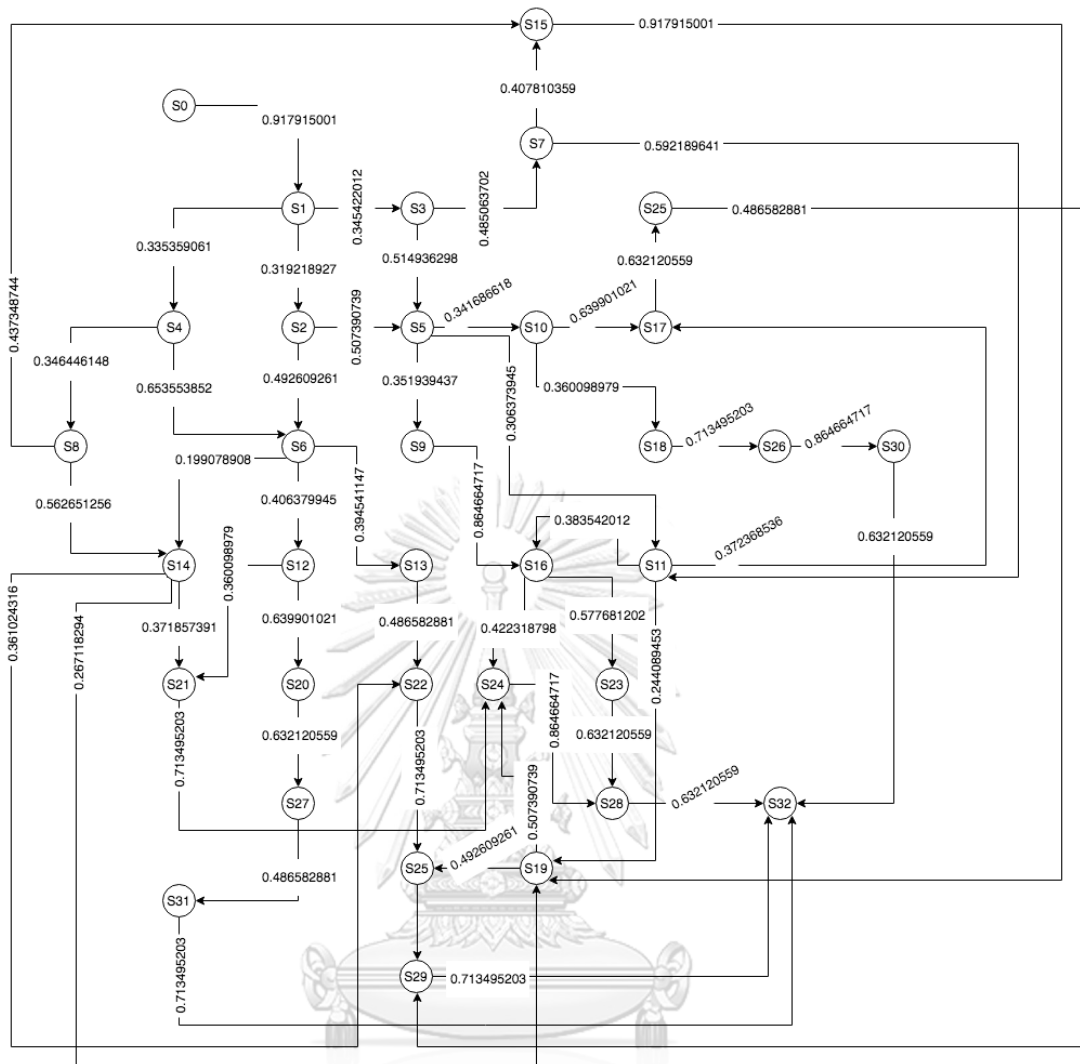 S15
0.917915001
0.407810359
S0
0.917915001
S7
0.592189641
S1
0.345422012
S3
0.485063702
S25
0.486582881
0.335359061
0.319218927
0.514936298
0.632120559
0.437348744
S4
S2
0.507390739
S5
0.341686618
S10
0.639901021
S17
0.346446148
0.653553852
0.492609261
0.351939437
0.306373945
0.360098979
S8
S6
S9
S18
0.713495203
S26
0.864664717
S30
0.199078908
0.562651256
0.406379945
0.394541147
0.864664717
0.383542012
0.372368536
0.632120559
S14
0.360098979
S12
S13
S16
S11
0.361024316
0.267118294
0.371857391
0.639901021
0.486582881
0.422318798
0.577681202
0.244089453
S21
S20
S22
S24
0.864664717
S23
0.713495203
0.632120559
0.713495203
0.507390739
0.632120559
S27
S28
0.632120559
S32
0.486582881
S25
0.492609261
S19
S31
0.713495203
S29
0.713495203